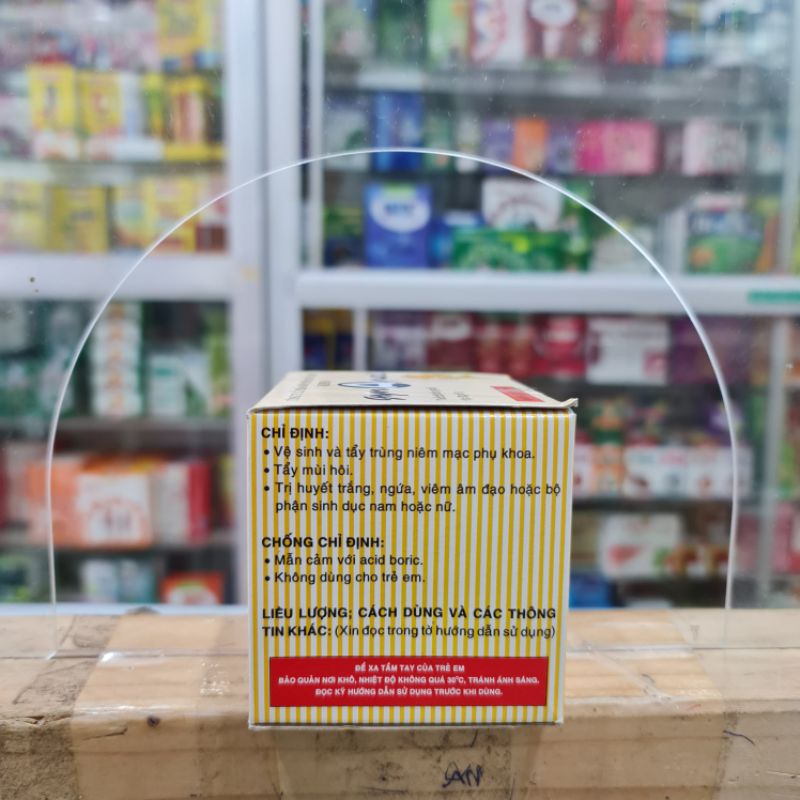 CHỈ ĐỊNH:
• Vệ sinh và tẩy trùng niêm mạc phụ khoa.
• Tẩy mùi hôi.
• Trị huyết trắng, ngứa, viêm âm đạo hoặc bộ
phận sinh dục nam hoặc nữ.
CHỐNG CHỈ ĐỊNH:
• Mẫn cảm với acid boric.
• Không dùng cho trẻ em.
LIỀU LƯỢNG; CÁCH DÙNG VÀ CÁC THÔNG
TIN KHÁC: (Xin đọc trong tờ hướng dẫn sử dụng)
ĐỂ XA TẦM TAY CỦA TRẺ EM
BẢO QUẢN NƠI KHÔ, NHIỆT ĐỘ KHÔNG QUÁ 30°C, TRÁNH ÁNH SÁNG.
ĐỌC KỸ HƯỚNG DẪN SỬ DỤNG TRƯỚC KHI DÙNG.
AN